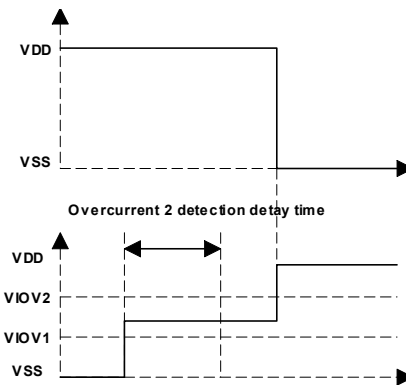 VDD
VSS
Overcurrent 2 detection detay time
VDD
VIOV2
VIOV1
VSS